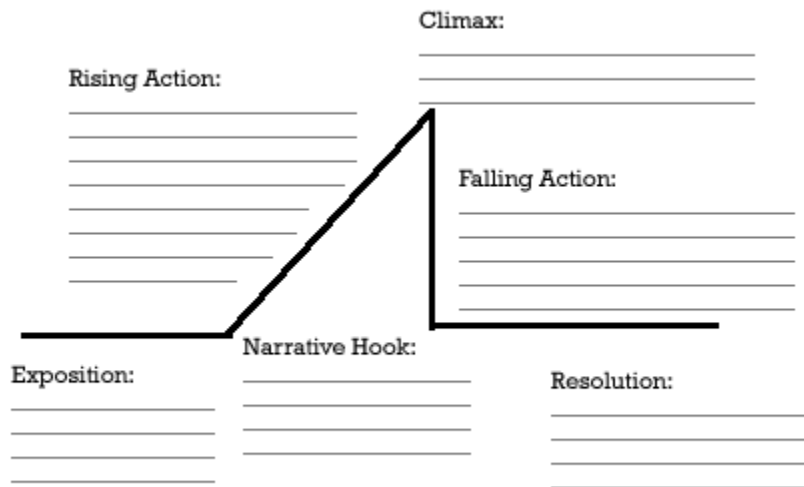 Climax:
Rising Action:
Falling Action:
Narrative Hook:
Exposition:
Resolution: